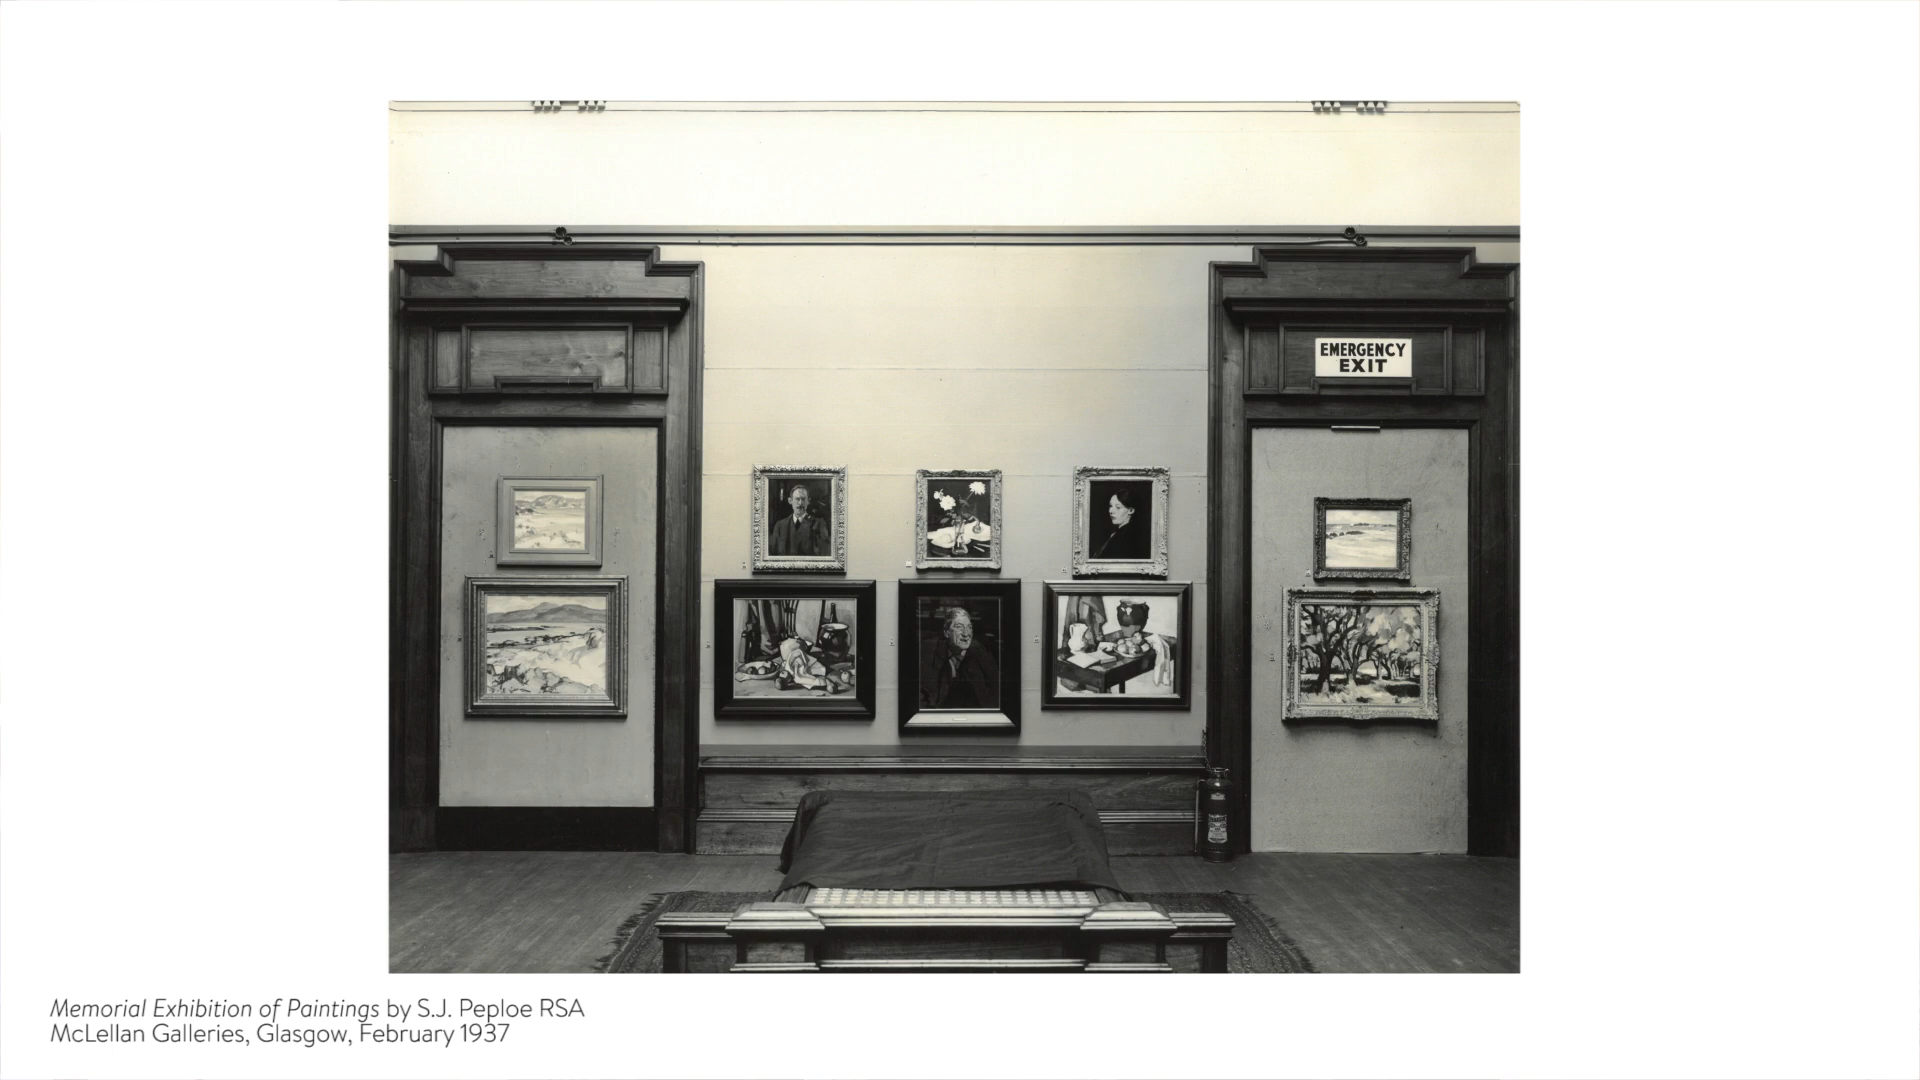 EMERGENCY
EXIT
Memorial Exhibition of Paintings by S.J. Peploe RSA
McLellan Galleries, Glasgow, February 1937